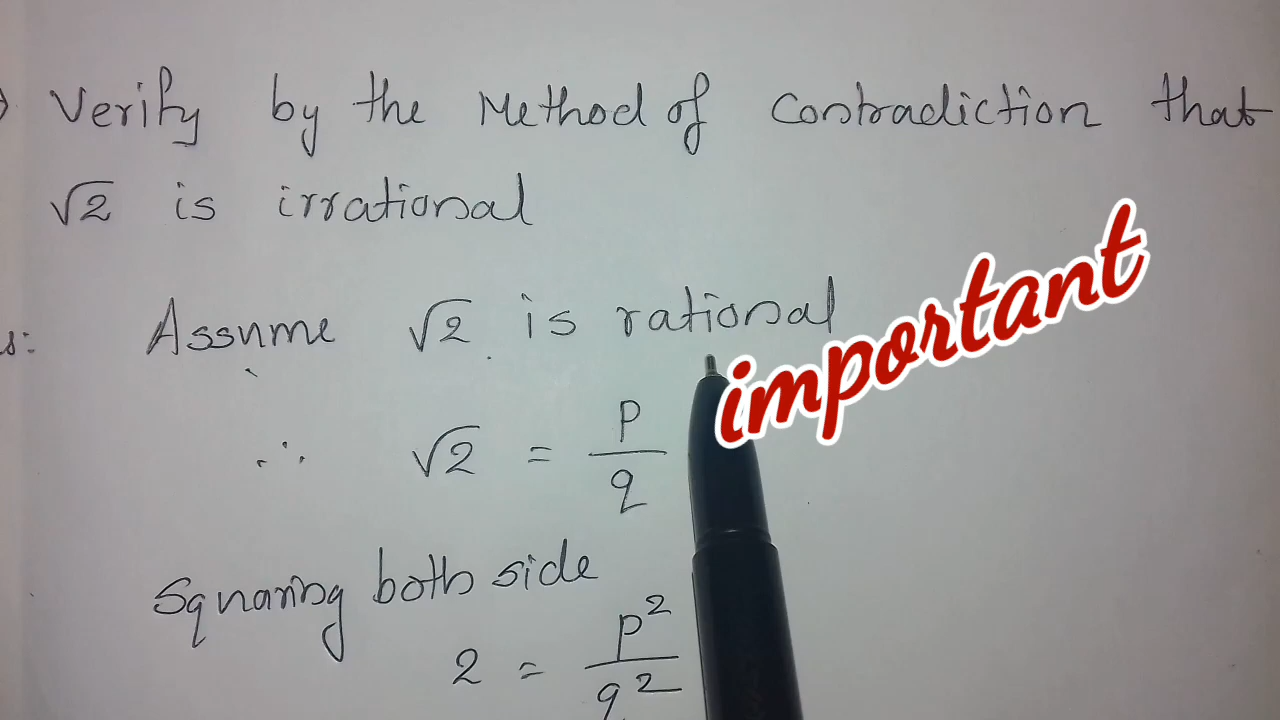 Verify by the Method of Contradiction that
√2 is irrational
Assume √2 is rational
important
∴ √2 = P/q
Squaring both side
2 = P²/q²